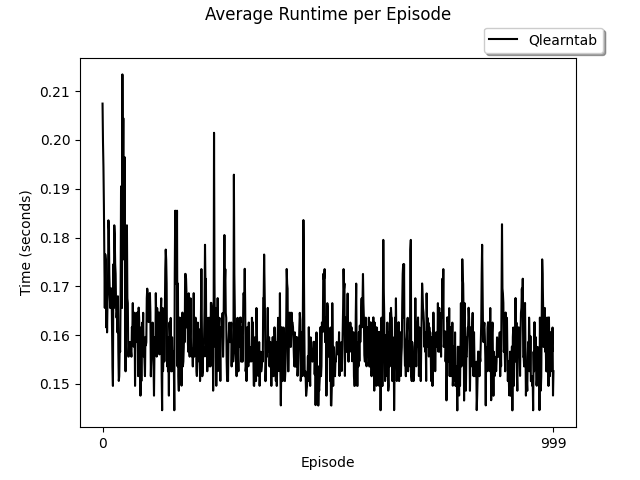 Average Runtime per Episode
Qlearntab
Time (seconds)
0.21
0.20
0.19
0.18
0.17
0.16
0.15
0
999
Episode